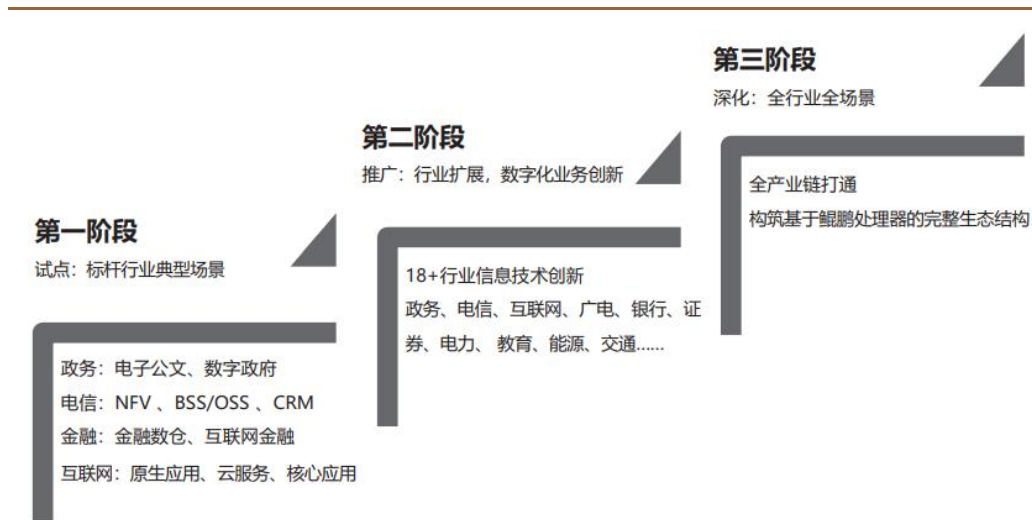 第一阶段
试点：标杆行业典型场景
政务：电子公文、数字政府
电信：NFV 、BSS/OSS 、CRM
金融：金融数仓、互联网金融
互联网：原生应用、云服务、核心应用
第二阶段
推广：行业扩展，数字化业务创新
18+行业信息技术创新
政务、电信、互联网、广电、银行、证
券、电力、 教育、能源、交通......
第三阶段
深化：全行业全场景
全产业链打通
构筑基于鲲鹏处理器的完整生态结构